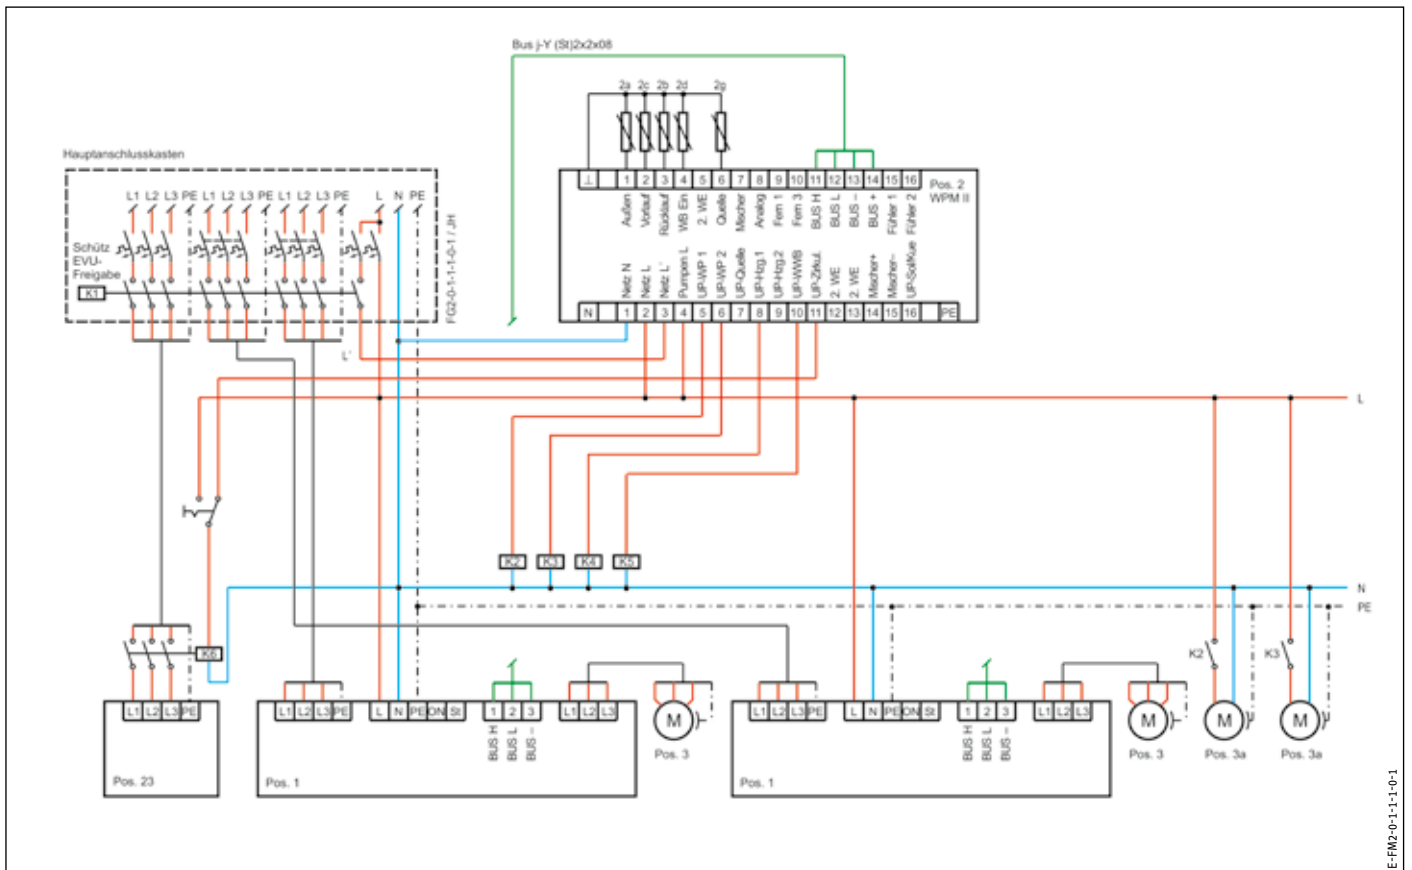 Bus j-Y (St)2x2x08
2a 2c 2b 2d 2g
Hauptanschlusskasten
L1 L2 L3 PE L1 L2 L3 PE L1 L2 L3 PE L N PE
Schütz
EVU-
Freigabe
K1
FG2-0-1-1-1-0-1 / JH
⊥ 1 2 3 4 5 6 7 8 9 10 11 12 13 14 15 16
Pos. 2
WPM II
Außen
Vorlauf
Rücklauf
WB Ein
2. WE
Quelle
Mischer
Analog
Fern 1
Fern 3
BUS H
BUS L
BUS –
BUS +
Fühler 1
Fühler 2
Netz N
Netz L
Netz L`
Pumpen L
UP-WP 1
UP-WP 2
UP-Quelle
UP-Hzg.1
UP-Hzg.2
UP-WWB
UP-Zirkul.
2. WE
2. WE
Mischer+
Mischer–
UP-Sol/Kue
N 1 2 3 4 5 6 7 8 9 10 11 12 13 14 15 16 PE
L`
L
K2 K3 K4 K5
N
PE
K6
K2 K3
L1 L2 L3 PE
L1 L2 L3 PE L N PE ON St 1 2 3 L1 L2 L3
L1 L2 L3 PE L N PE ON St 1 2 3 L1 L2 L3
BUS H
BUS L
BUS –
BUS H
BUS L
BUS –
M M M M
Pos. 3 Pos. 3 Pos. 3a Pos. 3a
Pos. 23 Pos. 1 Pos. 1
E-FM2-0-1-1-1-0-1